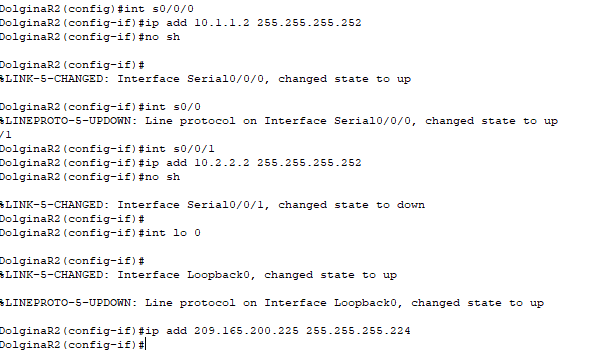 DolginaR2(config)#int s0/0/0
DolginaR2(config-if)#ip add 10.1.1.2 255.255.255.252
DolginaR2(config-if)#no sh
DolginaR2(config-if)#
%LINK-5-CHANGED: Interface Serial0/0/0, changed state to up
DolginaR2(config-if)#int s0/0
%LINEPROTO-5-UPDOWN: Line protocol on Interface Serial0/0/0, changed state to up
/1
DolginaR2(config-if)#int s0/0/1
DolginaR2(config-if)#ip add 10.2.2.2 255.255.255.252
DolginaR2(config-if)#no sh
%LINK-5-CHANGED: Interface Serial0/0/1, changed state to down
DolginaR2(config-if)#
DolginaR2(config-if)#int lo 0
DolginaR2(config-if)#
%LINK-5-CHANGED: Interface Loopback0, changed state to up
%LINEPROTO-5-UPDOWN: Line protocol on Interface Loopback0, changed state to up
DolginaR2(config-if)#ip add 209.165.200.225 255.255.255.224
DolginaR2(config-if)#